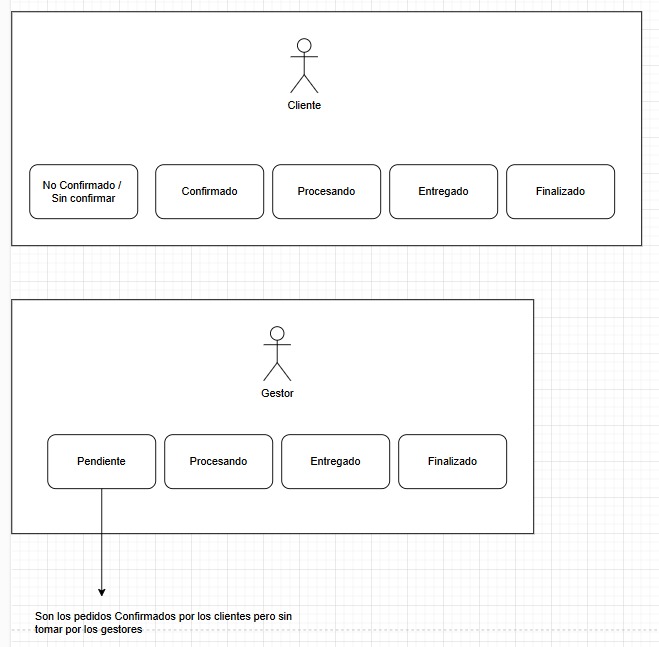 Cliente
No Confirmado /
Sin confirmar
Confirmado
Procesando
Entregado
Finalizado
Gestor
Pendiente
Procesando
Entregado
Finalizado
Son los pedidos Confirmados por los clientes pero sin
tomar por los gestores